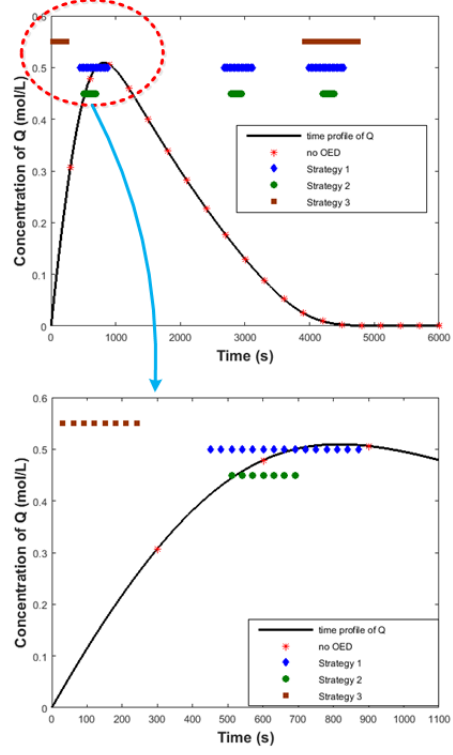 0.6
0.5
0.4
0.3
0.2
0.1
0
Concentration of Q (mol/L)
time profile of Q
no OED
Strategy 1
Strategy 2
Strategy 3
0 1000 2000 3000 4000 5000 6000
Time (s)
0.6
0.5
0.4
0.3
0.2
0.1
0
Concentration of Q (mol/L)
time profile of Q
no OED
Strategy 1
Strategy 2
Strategy 3
0 100 200 300 400 500 600 700 800 900 1000 1100
Time (s)